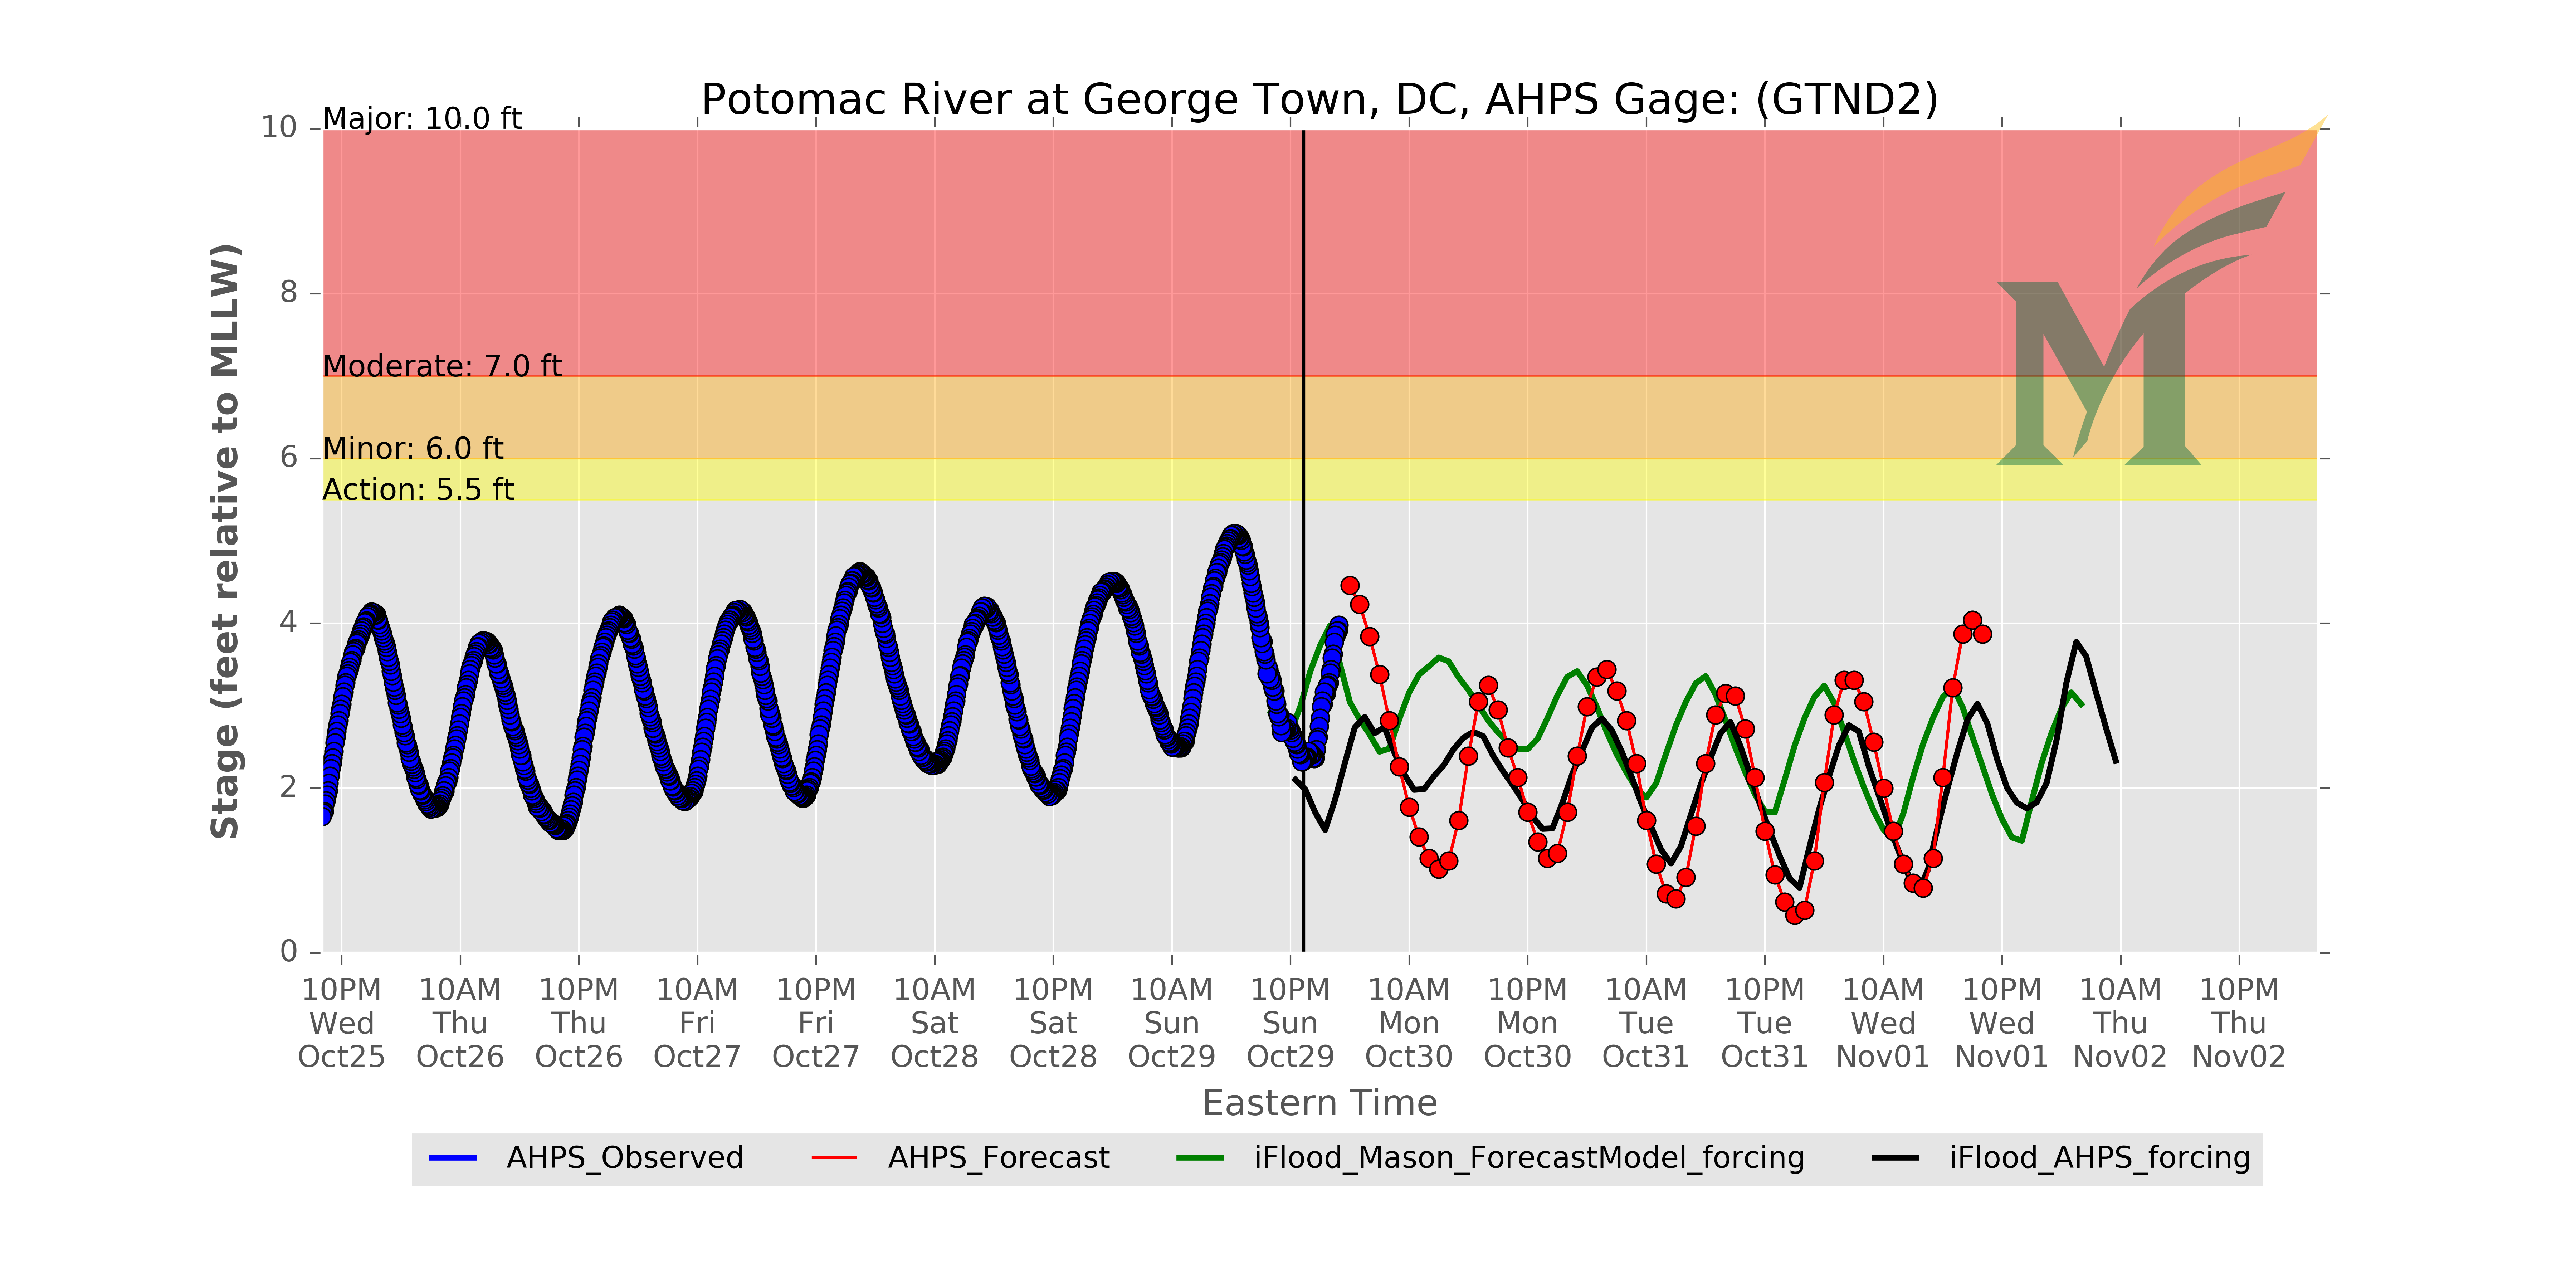 Potomac River at George Town, DC, AHPS Gage: (GTND2)
Major: 10.0 ft
Moderate: 7.0 ft
Minor: 6.0 ft
Action: 5.5 ft
Stage (feet relative to MLLW)
10
8
6
4
2
0
10PM 10AM 10PM 10AM 10PM 10AM 10PM 10AM 10PM 10AM 10PM 10AM 10PM 10AM 10PM 10AM 10PM
Wed Thu Thu Fri Fri Sat Sat Sun Sun Mon Mon Tue Tue Wed Wed Thu Thu
Oct25 Oct26 Oct26 Oct27 Oct27 Oct28 Oct28 Oct29 Oct29 Oct30 Oct30 Oct31 Oct31 Nov01 Nov01 Nov02 Nov02
Eastern Time
AHPS_Observed AHPS_Forecast iFlood_Mason_ForecastModel_forcing iFlood_AHPS_forcing